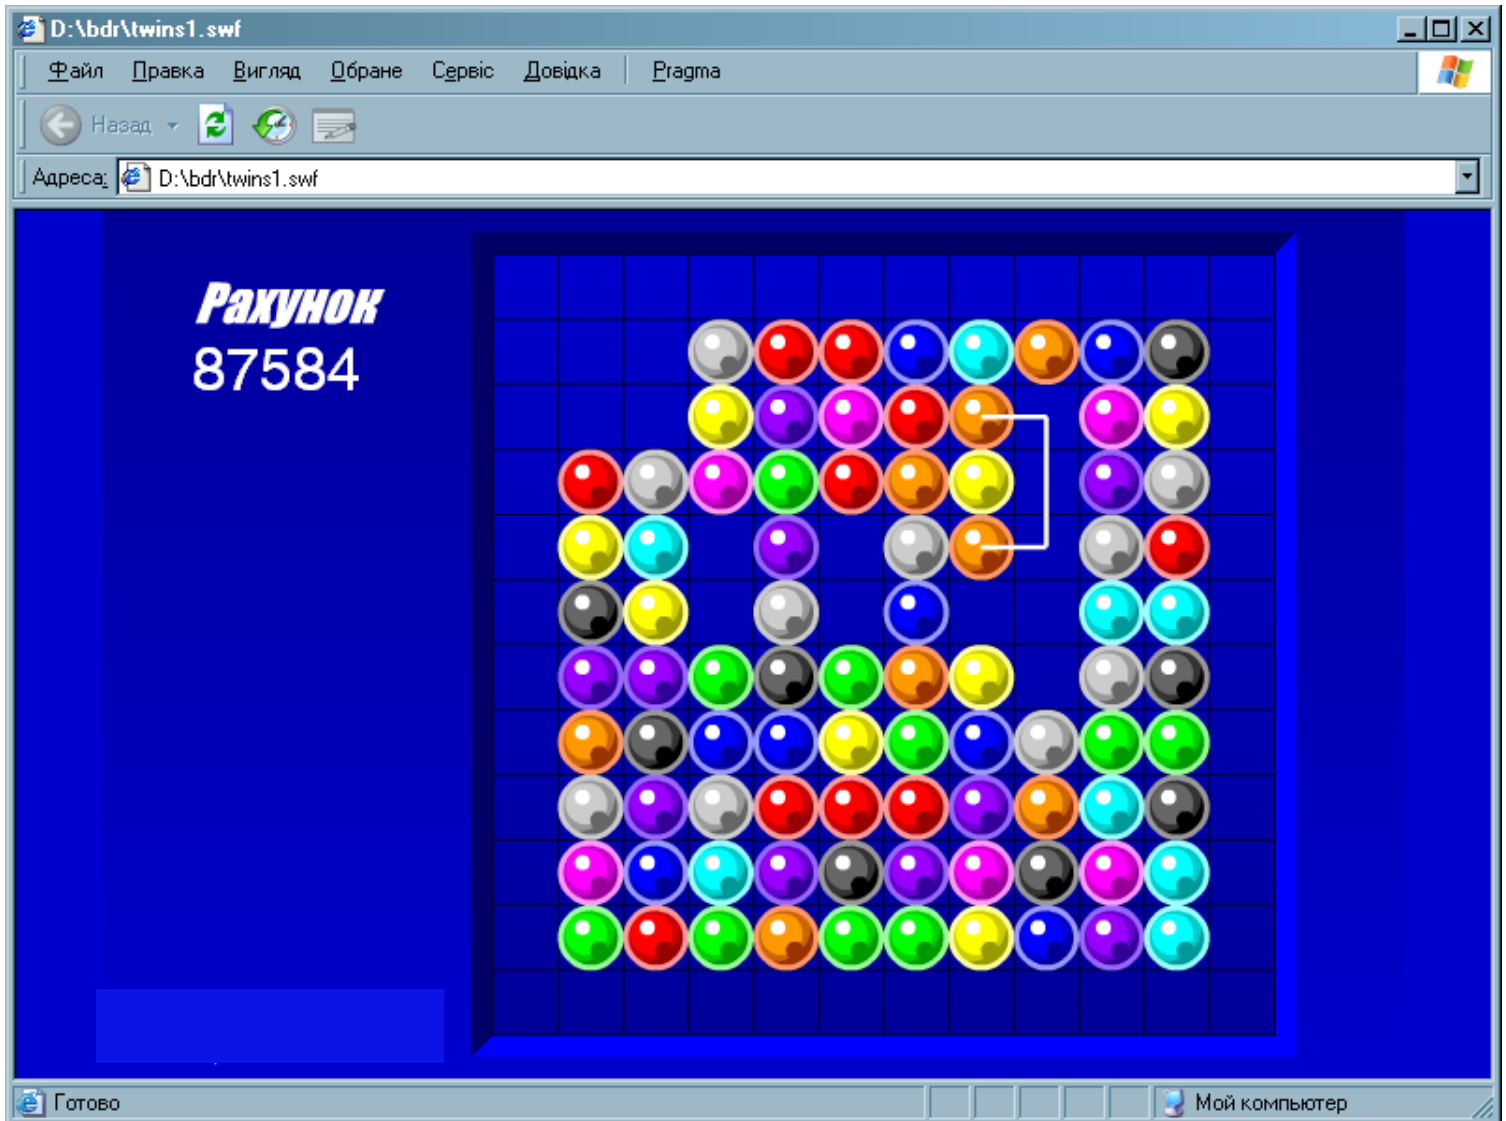 D:\bdr\twins1.swf
Файл Правка Вигляд Обране Сервіс Довідка Pragma
Назад
Адреса: D:\bdr\twins1.swf
Рахунок
87584
Готово
Мой компьютер